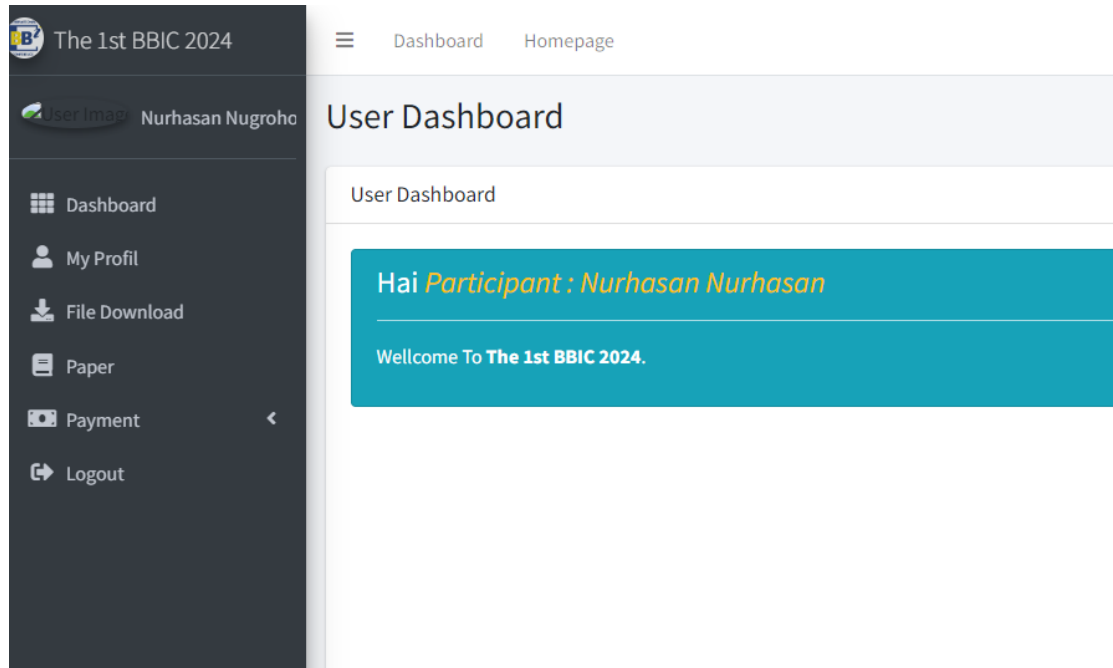 The 1st BBIC 2024
Dashboard Homepage
User Image Nurhasan Nugroho
User Dashboard
User Dashboard
Hai Participant : Nurhasan Nurhasan
Wellcome To The 1st BBIC 2024.
Dashboard
My Profil
File Download
Paper
Payment
Logout